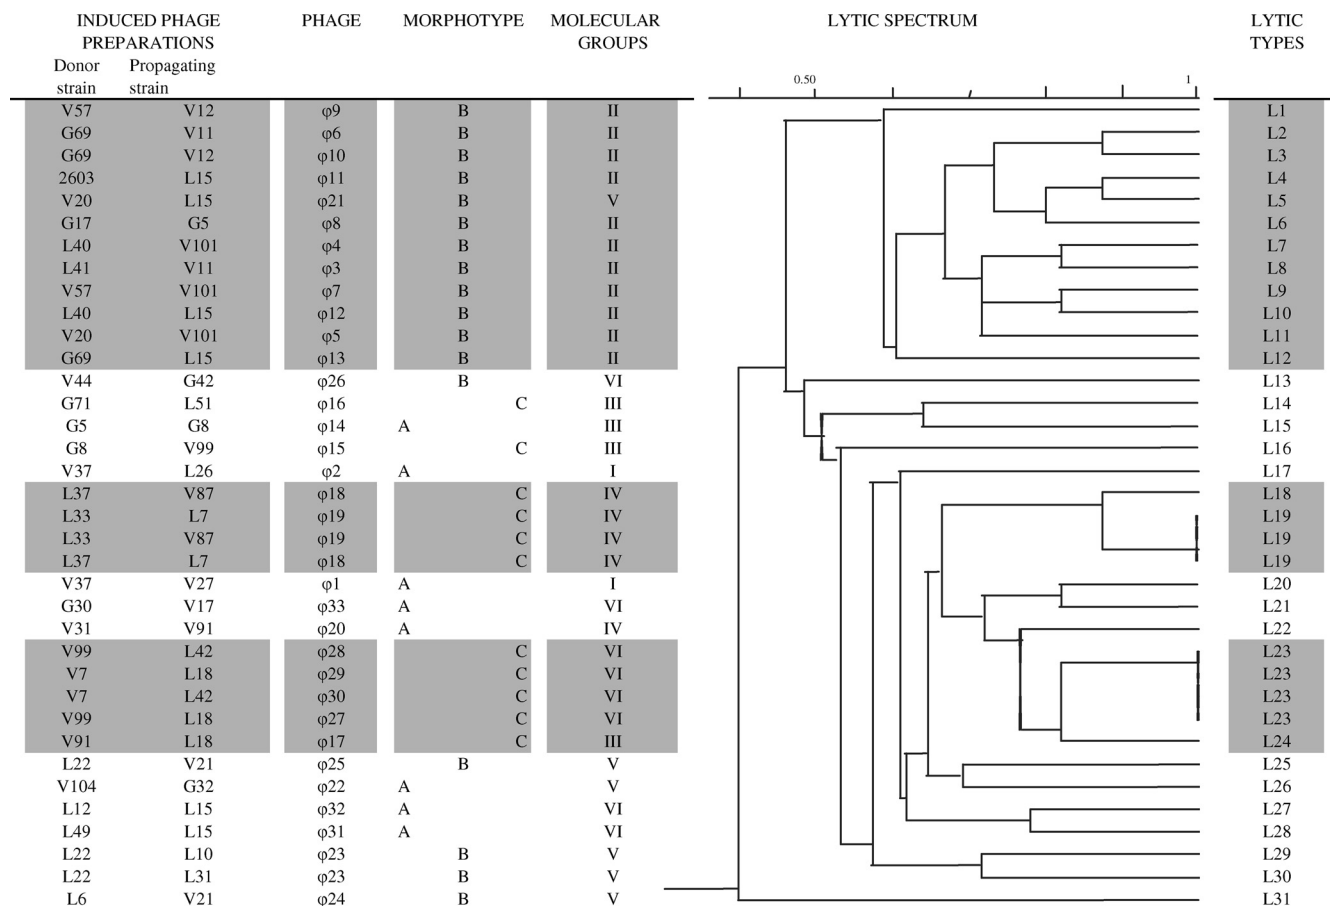 INDUCED PHAGE PHAGE MORPHOTYPE MOLECULAR LYTIC SPECTRUM LYTIC
PREPARATIONS GROUPS TYPES
Donor Propagating
strain strain 0.50 1
V57 V12 φ9 B II L1
G69 V11 φ6 B II L2
G69 V12 φ10 B II L3
2603 L15 φ11 B II L4
V20 L15 φ21 B V L5
G17 G5 φ8 B II L6
L40 V101 φ4 B II L7
L41 V11 φ3 B II L8
V57 V101 φ7 B II L9
L40 L15 φ12 B II L10
V20 V101 φ5 B II L11
G69 L15 φ13 B II L12
V44 G42 φ26 B VI L13
G71 L51 φ16 C III L14
G5 G8 φ14 A III L15
G8 V99 φ15 C III L16
V37 L26 φ2 A I L17
L37 V87 φ18 C IV L18
L33 L7 φ19 C IV L19
L33 V87 φ19 C IV L19
L37 L7 φ18 C IV L19
V37 V27 φ1 A I L20
G30 V17 φ33 A VI L21
V31 V91 φ20 A IV L22
V99 L42 φ28 C VI L23
V7 L18 φ29 C VI L23
V7 L42 φ30 C VI L23
V99 L18 φ27 C VI L23
V91 L18 φ17 C III L24
L22 V21 φ25 B V L25
V104 G32 φ22 A V L26
L12 L15 φ32 A VI L27
L49 L15 φ31 A VI L28
L22 L10 φ23 B V L29
L22 L31 φ23 B V L30
L6 V21 φ24 B V L31